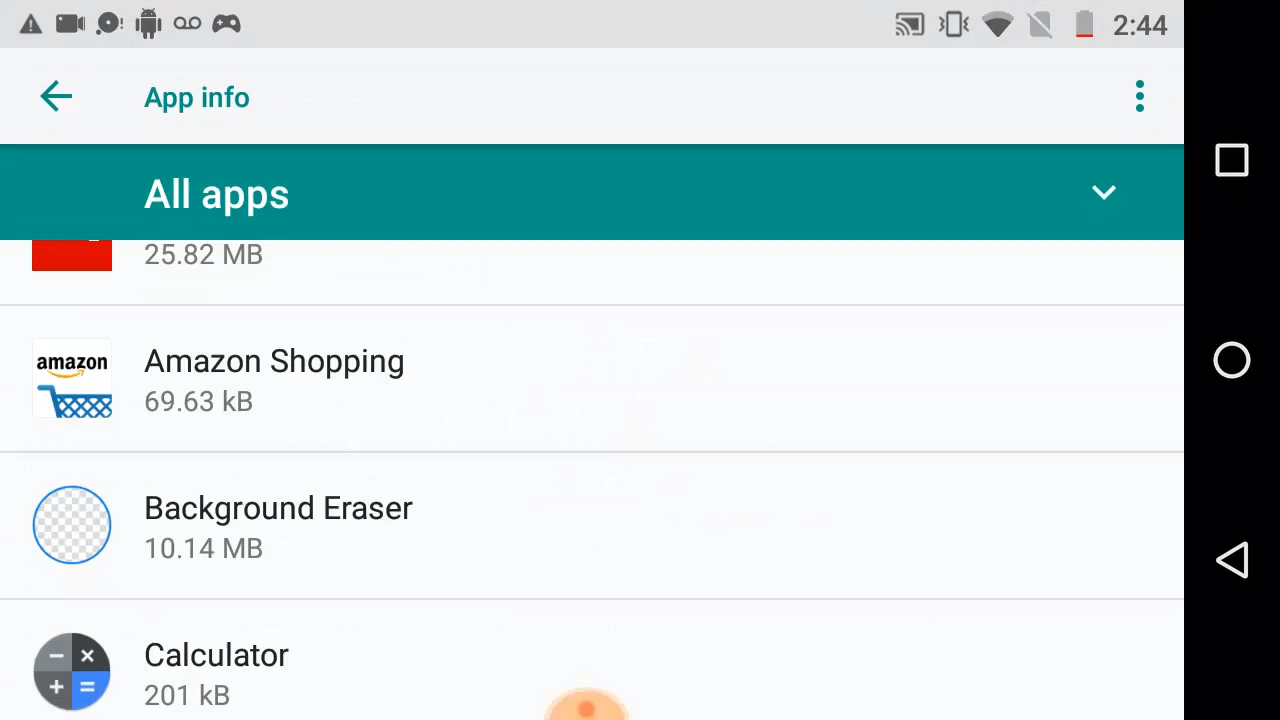 2:44
App info
All apps
25.82 MB
amazon
Amazon Shopping
69.63 kB
Background Eraser
10.14 MB
Calculator
201 kB